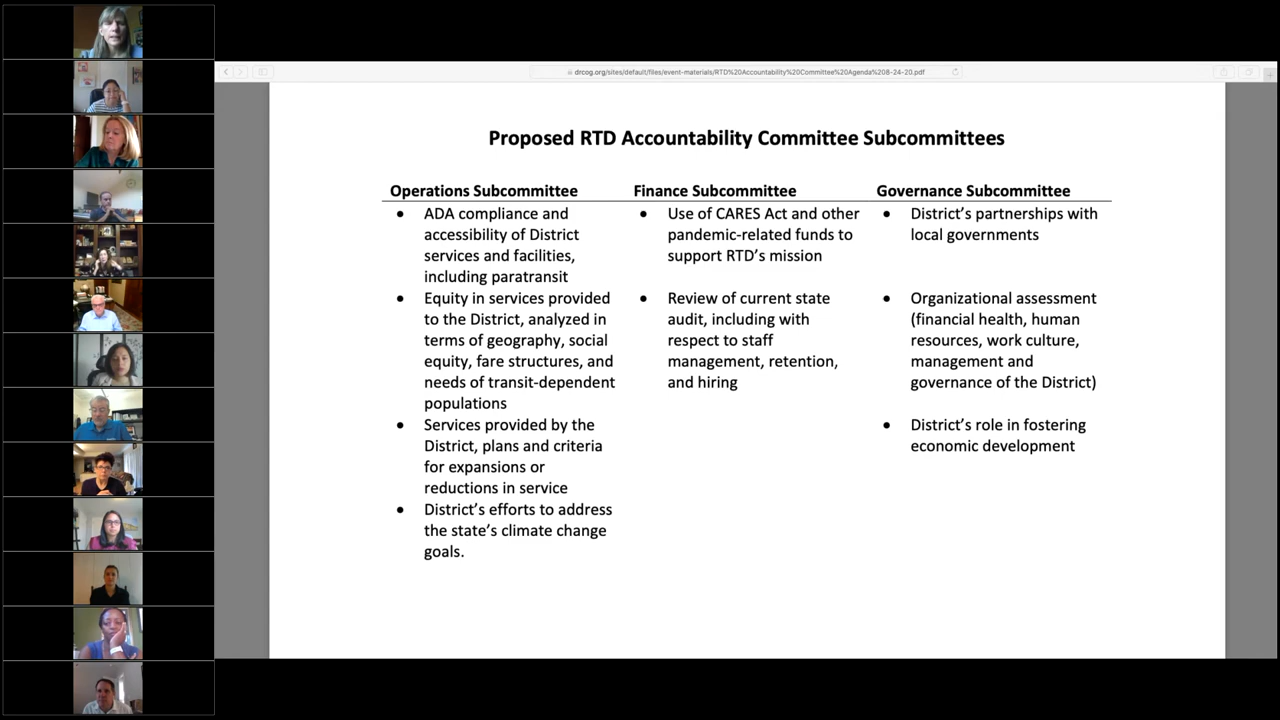 drcog.org/sites/default/files/event-materials/RTD%20Accountability%20Committee%20Agenda%208-24-20.pdf
Proposed RTD Accountability Committee Subcommittees
Operations Subcommittee
• ADA compliance and
accessibility of District
services and facilities,
including paratransit
• Equity in services provided
to the District, analyzed in
terms of geography, social
equity, fare structures, and
needs of transit-dependent
populations
• Services provided by the
District, plans and criteria
for expansions or
reductions in service
• District's efforts to address
the state's climate change
goals.
Finance Subcommittee
• Use of CARES Act and other
pandemic-related funds to
support RTD's mission
• Review of current state
audit, including with
respect to staff
management, retention,
and hiring
Governance Subcommittee
• District's partnerships with
local governments
• Organizational assessment
(financial health, human
resources, work culture,
management and
governance of the District)
• District's role in fostering
economic development